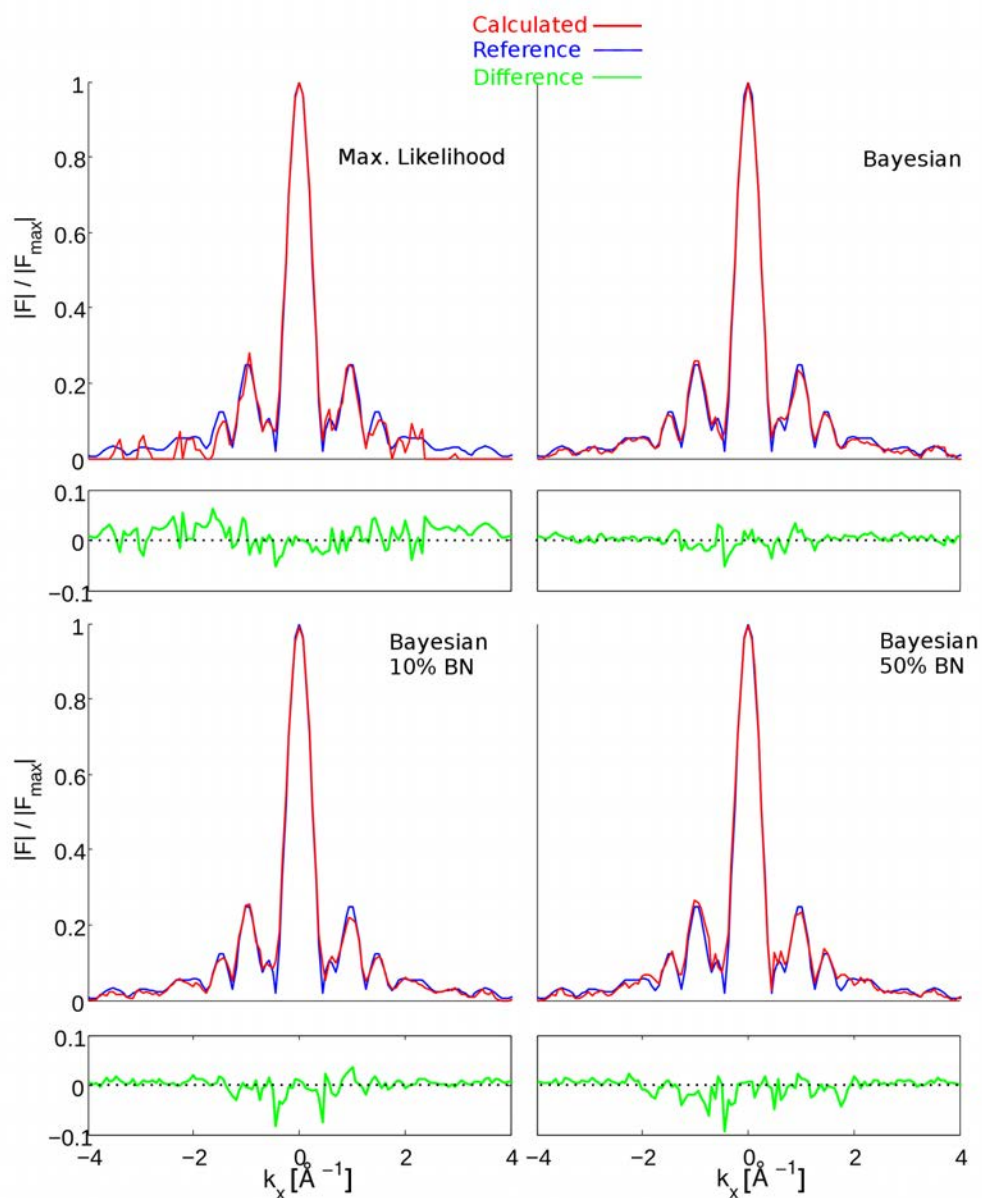 Calculated
Reference
Difference
1
0.8
0.6
0.4
0.2
0
|F| / |F_max|
Max. Likelihood
Bayesian
0.1
0
−0.1
1
0.8
0.6
0.4
0.2
0
|F| / |F_max|
Bayesian
10% BN
Bayesian
50% BN
0.1
0
−0.1
−4 −2 0 2 4
−4 −2 0 2 4
k_x [Å⁻¹]
k_x [Å⁻¹]